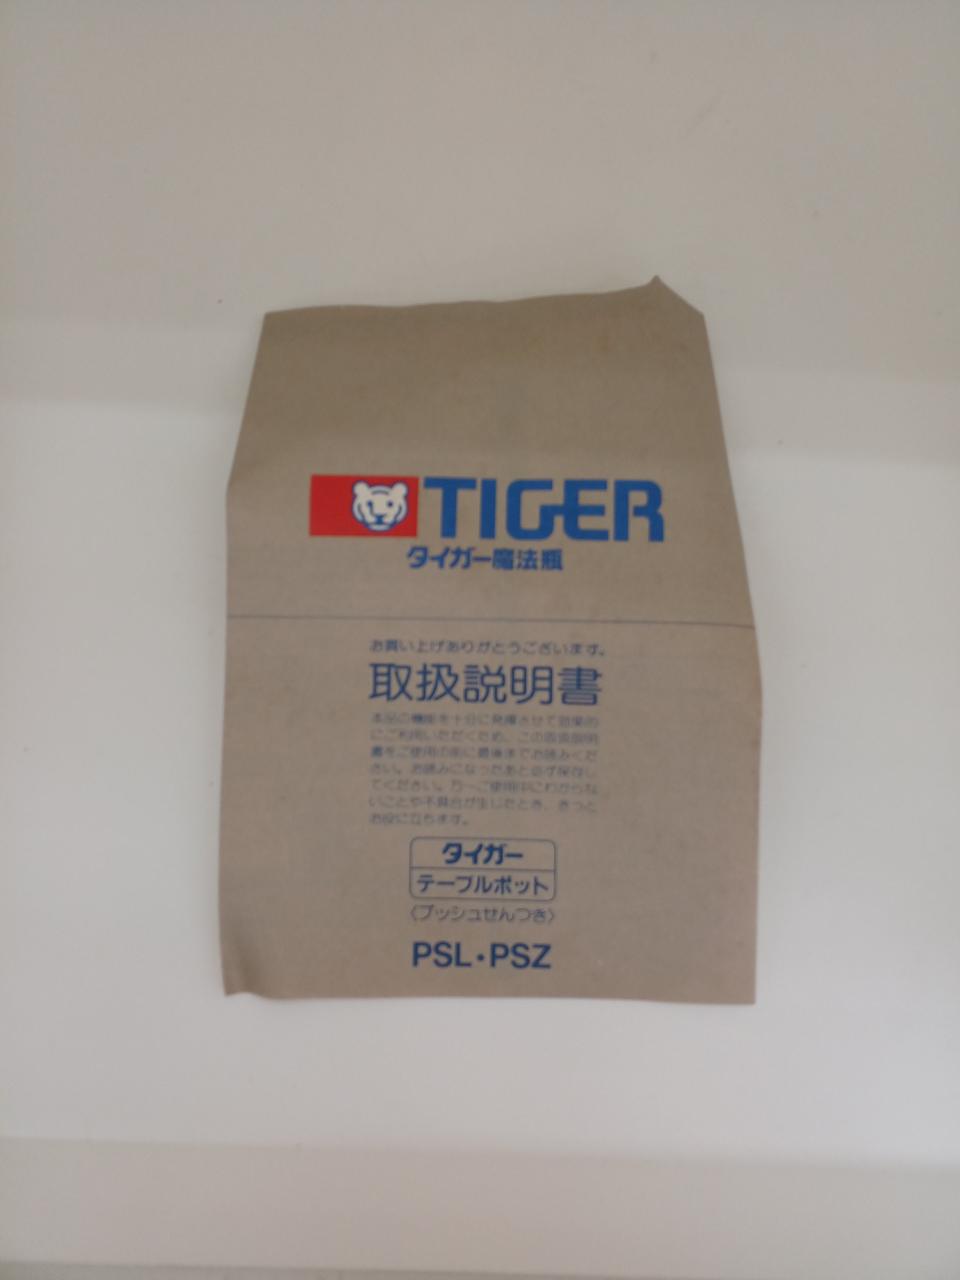 TIGER
タイガー魔法瓶
お買い上げありがとうございます。
取扱説明書
本品の機能を十分に発揮させて効果的
にご利用いただくため、この取扱説明
書をご使用の前に最後までお読みくだ
さい。お読みになったあと必ず保存し
てください。万一ご使用中にわからな
いことや不具合が生じたとき、きっと
お役に立ちます。
タイガー
テーブルポット
〈プッシュせんつき〉
PSL・PSZ